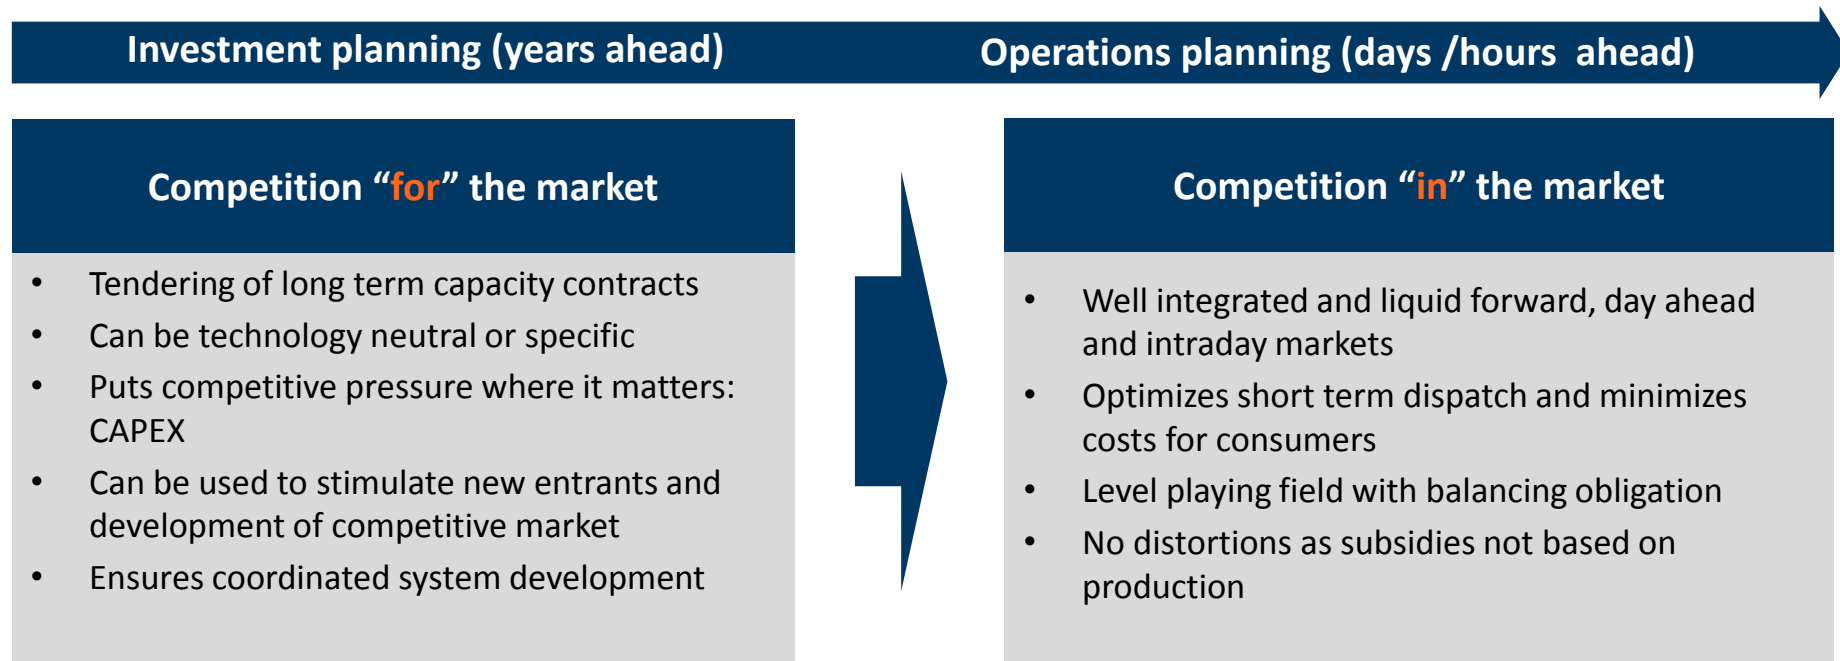 Investment planning (years ahead)
Operations planning (days /hours  ahead)
Competition “for” the market
• Tendering of long term capacity contracts
• Can be technology neutral or specific
• Puts competitive pressure where it matters:
CAPEX
• Can be used to stimulate new entrants and
development of competitive market
• Ensures coordinated system development
Competition “in” the market
• Well integrated and liquid forward, day ahead
and intraday markets
• Optimizes short term dispatch and minimizes
costs for consumers
• Level playing field with balancing obligation
• No distortions as subsidies not based on
production